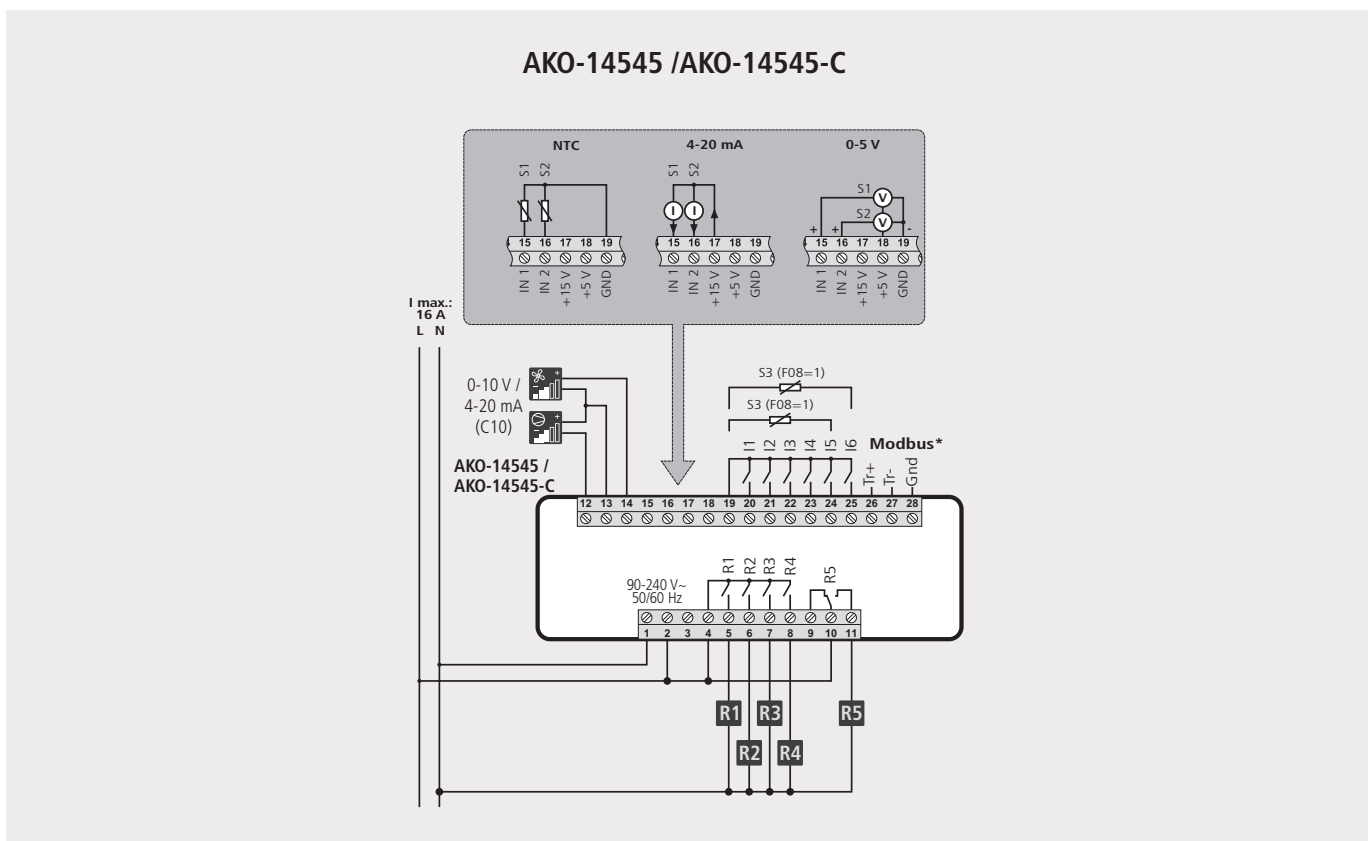 AKO-14545 /AKO-14545-C
NTC
4-20 mA
0-5 V
S1
S2
S1
S2
S1
V
S2
V
I
I
+
+
-
15 16 17 18 19
15 16 17 18 19
15 16 17 18 19
IN 1
IN 2
+15 V
+5 V
GND
IN 1
IN 2
+15 V
+5 V
GND
IN 1
IN 2
+15 V
+5 V
GND
I max.:
16 A
L N
0-10 V /
4-20 mA
(C10)
+
-
+
-
S3 (F08=1)
S3 (F08=1)
I1
I2
I3
I4
I5
I6
Modbus*
Tr+
Tr-
Gnd
AKO-14545 /
AKO-14545-C
12 13 14 15 16 17 18 19 20 21 22 23 24 25 26 27 28
90-240 V~
50/60 Hz
R1
R2
R3
R4
R5
1 2 3 4 5 6 7 8 9 10 11
R1 R3 R5
R2 R4